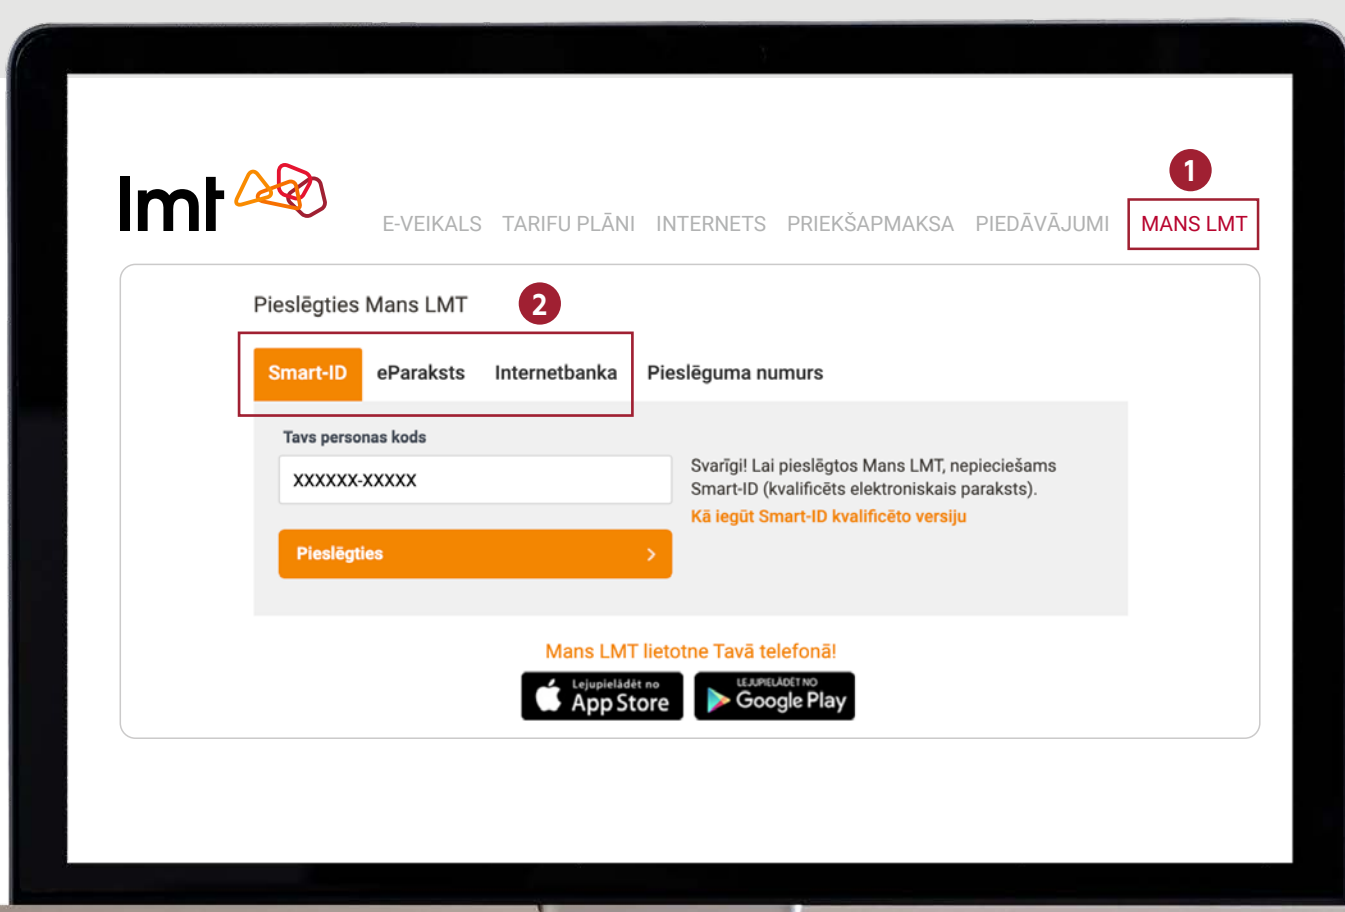 1
lmt
E-VEIKALS TARIFU PLĀNI INTERNETS PRIEKŠAPMAKSA PIEDĀVĀJUMI MANS LMT
Pieslēgties Mans LMT 2
Smart-ID eParaksts Internetbanka Pieslēguma numurs
Tavs personas kods
XXXXXX-XXXXX
Svarīgi! Lai pieslēgtos Mans LMT, nepieciešams
Smart-ID (kvalificēts elektroniskais paraksts).
Kā iegūt Smart-ID kvalificēto versiju
Pieslēgties
Mans LMT lietotne Tavā telefonā!
Lejupielādēt no
App Store
LEJUPIELĀDĒT NO
Google Play